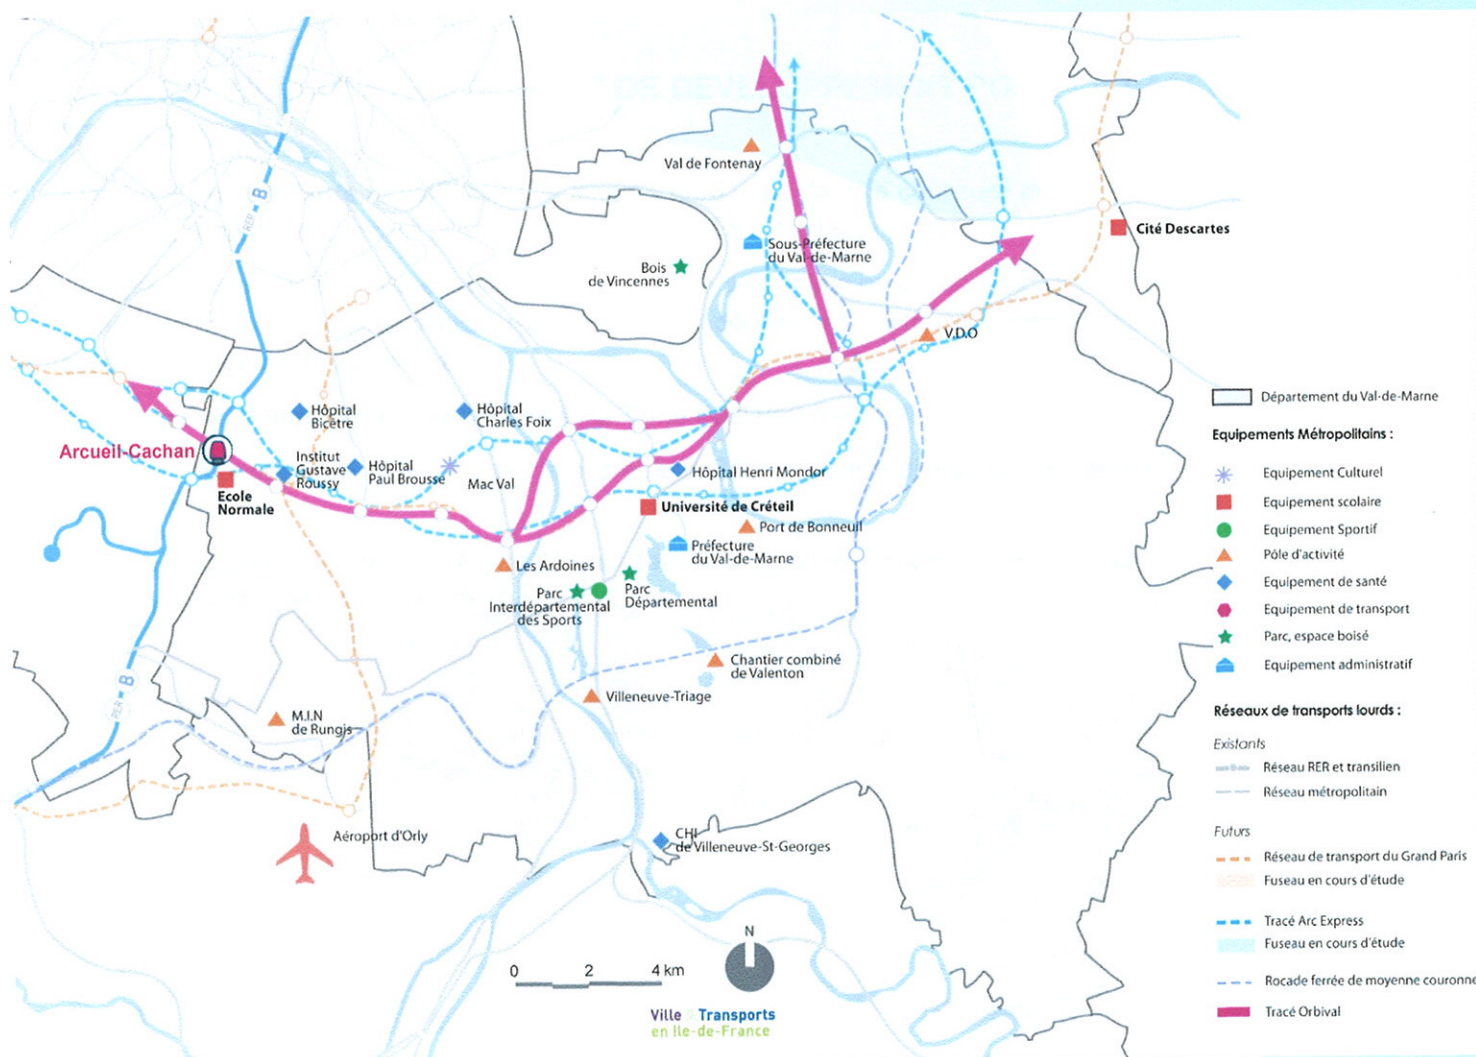 DE DEVELOPPEMENT
Val de Fontenay
Cité Descartes
Sous-Préfecture
du Val-de-Marne
Bois
de Vincennes
RER B
V.D.O
Hôpital
Bicêtre
Hôpital
Charles Foix
Arcueil-Cachan
Institut
Gustave
Roussy
Hôpital
Paul Brousse
Mac Val
Hôpital Henri Mondor
Ecole
Normale
Université de Créteil
Port de Bonneuil
Préfecture
du Val-de-Marne
Les Ardoines
Parc
Interdépartemental
des Sports
Parc
Départemental
Chantier combiné
de Valenton
Villeneuve-Triage
RER B
M.I.N
de Rungis
Aéroport d'Orly
CHI
de Villeneuve-St-Georges
N
0 2 4 km
Ville & Transports
en Ile-de-France
Département du Val-de-Marne
Equipements Métropolitains :
Equipement Culturel
Equipement scolaire
Equipement Sportif
Pôle d'activité
Equipement de santé
Equipement de transport
Parc, espace boisé
Equipement administratif
Réseaux de transports lourds :
Existants
Réseau RER et transilien
Réseau métropolitain
Futurs
Réseau de transport du Grand Paris
Fuseau en cours d'étude
Tracé Arc Express
Fuseau en cours d'étude
Rocade ferrée de moyenne couronne
Tracé Orbival